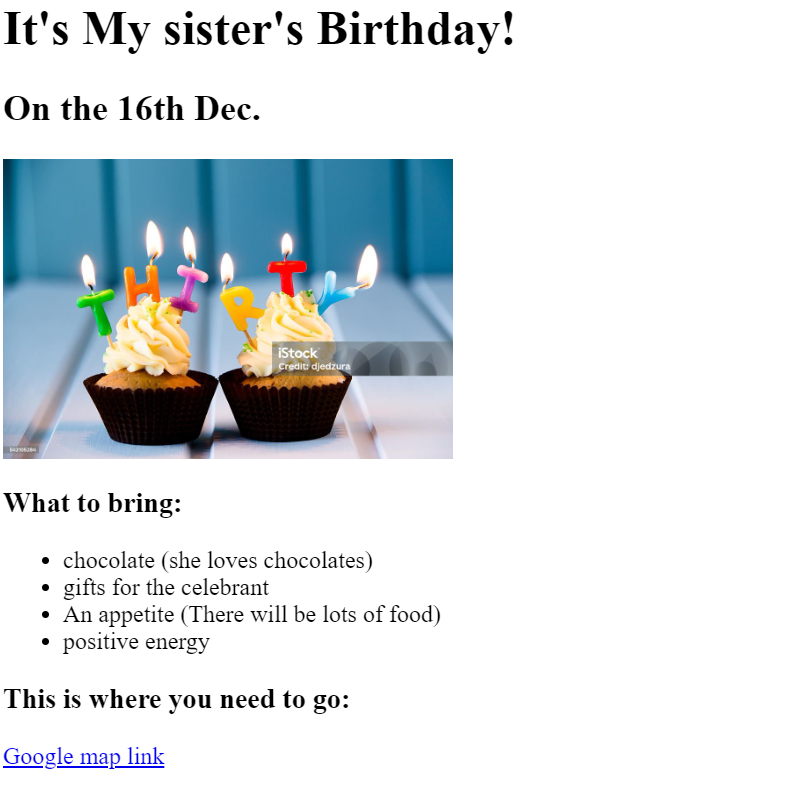 It's My sister's Birthday!
On the 16th Dec.
T H I R T Y
iStock
Credit: djedzura
What to bring:
chocolate (she loves chocolates)
gifts for the celebrant
An appetite (There will be lots of food)
positive energy
This is where you need to go:
Google map link